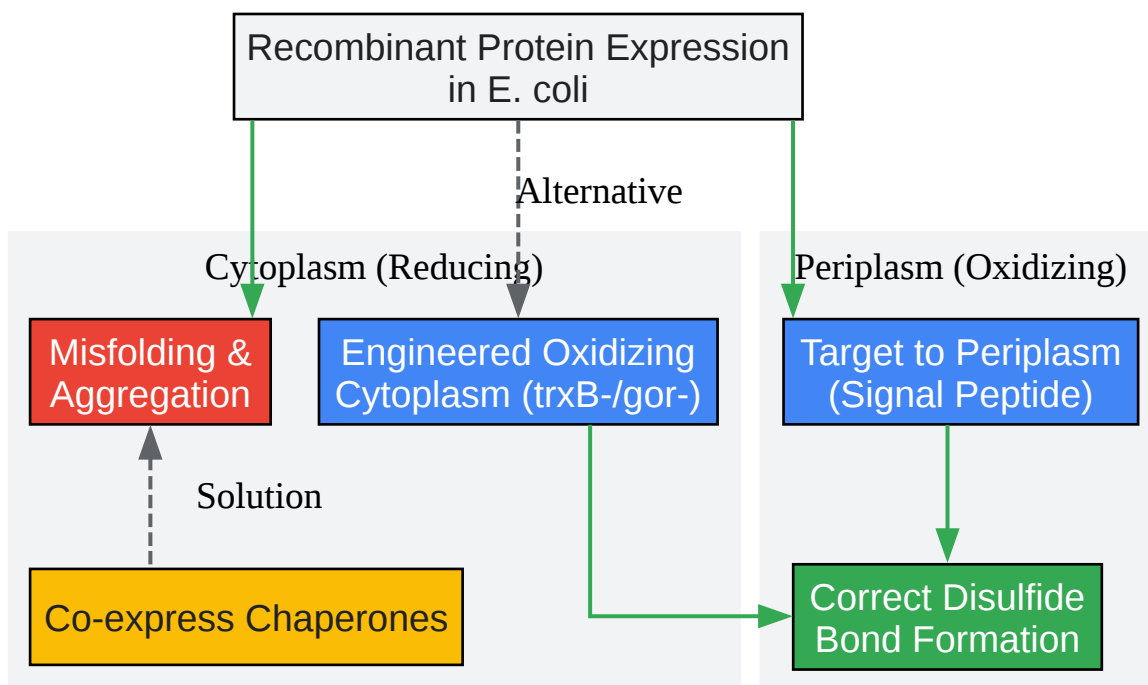 Recombinant Protein Expression
in E. coli
Alternative
Cytoplasm (Reducing)
Periplasm (Oxidizing)
Misfolding &
Aggregation
Engineered Oxidizing
Cytoplasm (trxB-/gor-)
Target to Periplasm
(Signal Peptide)
Solution
Co-express Chaperones
Correct Disulfide
Bond Formation